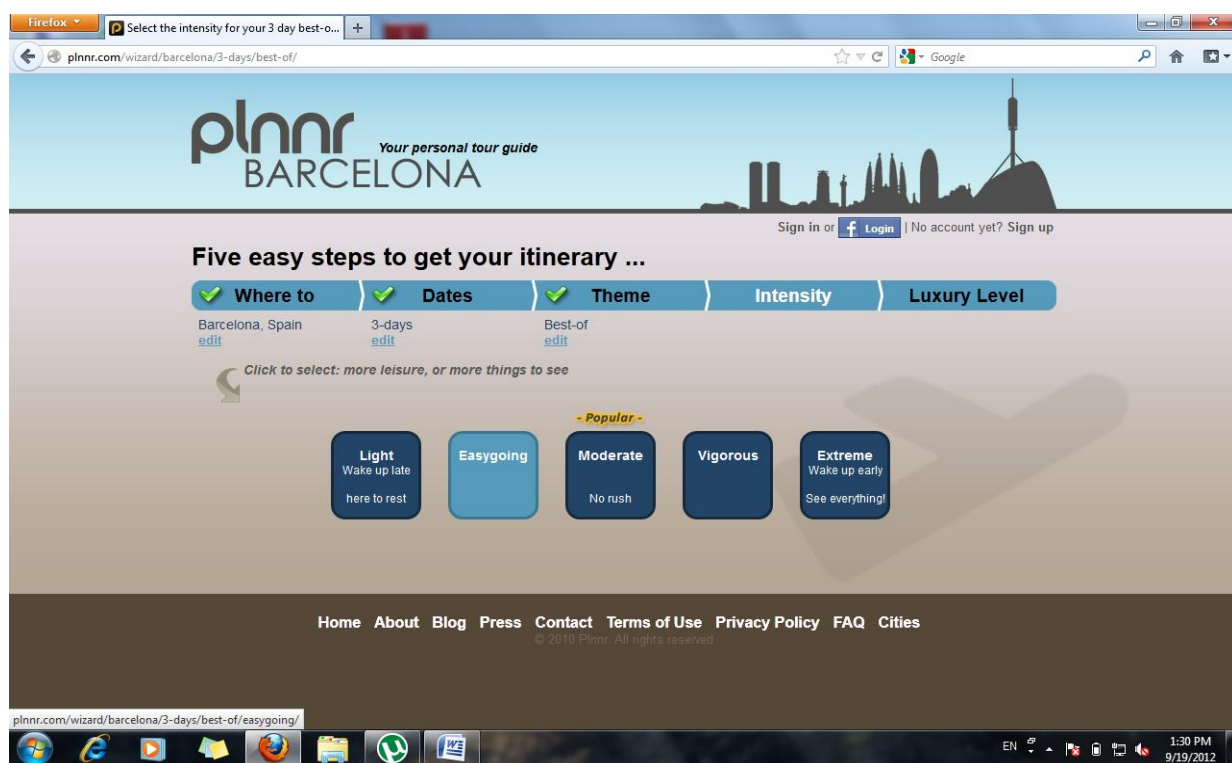 Firefox
Select the intensity for your 3 day best-o...
plnnr.com/wizard/barcelona/3-days/best-of/
Google
plnnr
BARCELONA
Your personal tour guide
Sign in or f Login | No account yet? Sign up
Five easy steps to get your itinerary ...
Where to Dates Theme Intensity Luxury Level
Barcelona, Spain 3-days Best-of
edit edit edit
Click to select: more leisure, or more things to see
- Popular -
Light Easygoing Moderate Vigorous Extreme
Wake up late Wake up early
here to rest No rush See everything!
Home About Blog Press Contact Terms of Use Privacy Policy FAQ Cities
© 2010 Plnnr. All rights reserved
plnnr.com/wizard/barcelona/3-days/best-of/easygoing/
EN 1:30 PM
9/19/2012